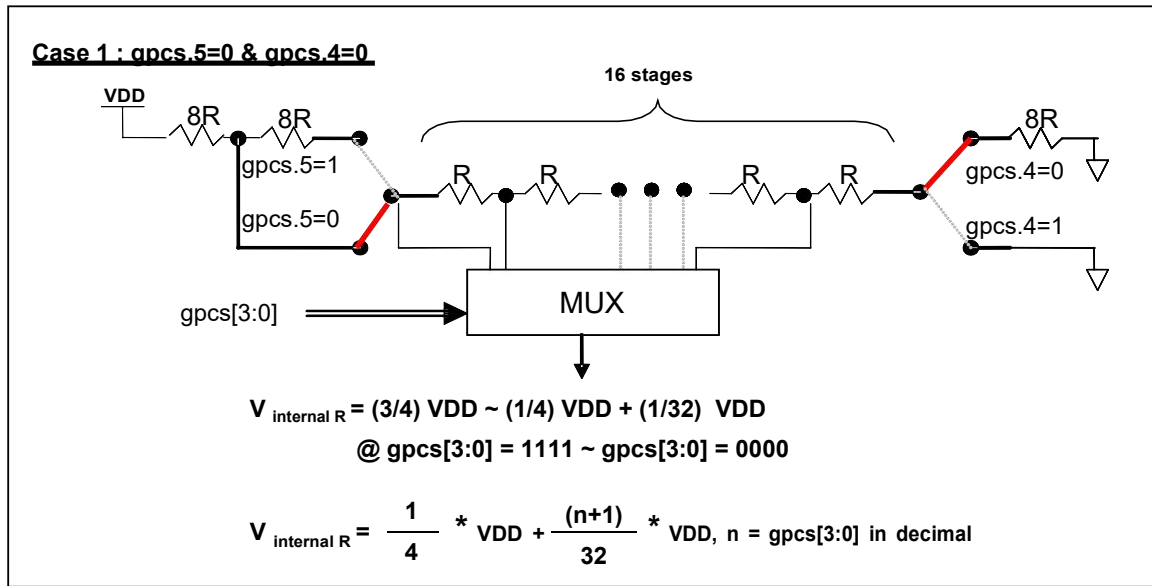 Case 1 : gpcs.5=0 & gpcs.4=0
16 stages
VDD
8R 8R
8R
gpcs.5=1
gpcs.4=0
R R R R
gpcs.5=0
gpcs.4=1
MUX
gpcs[3:0]
V internal R = (3/4) VDD ~ (1/4) VDD + (1/32) VDD
@ gpcs[3:0] = 1111 ~ gpcs[3:0] = 0000
V internal R = 1/4 * VDD + (n+1)/32 * VDD, n = gpcs[3:0] in decimal